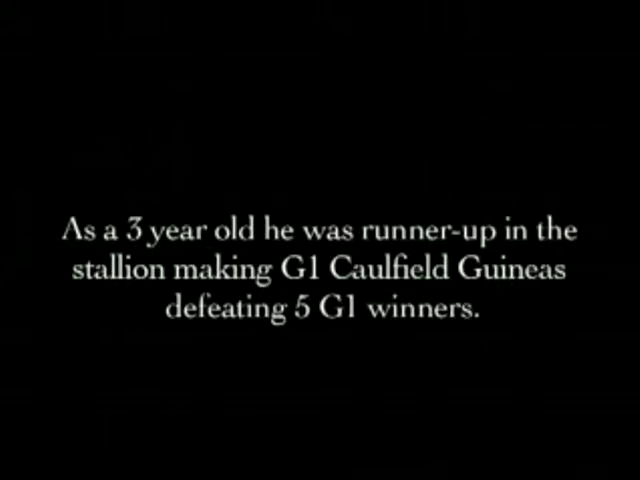 As a 3 year old he was runner-up in the
stallion making G1 Caulfield Guineas
defeating 5 G1 winners.